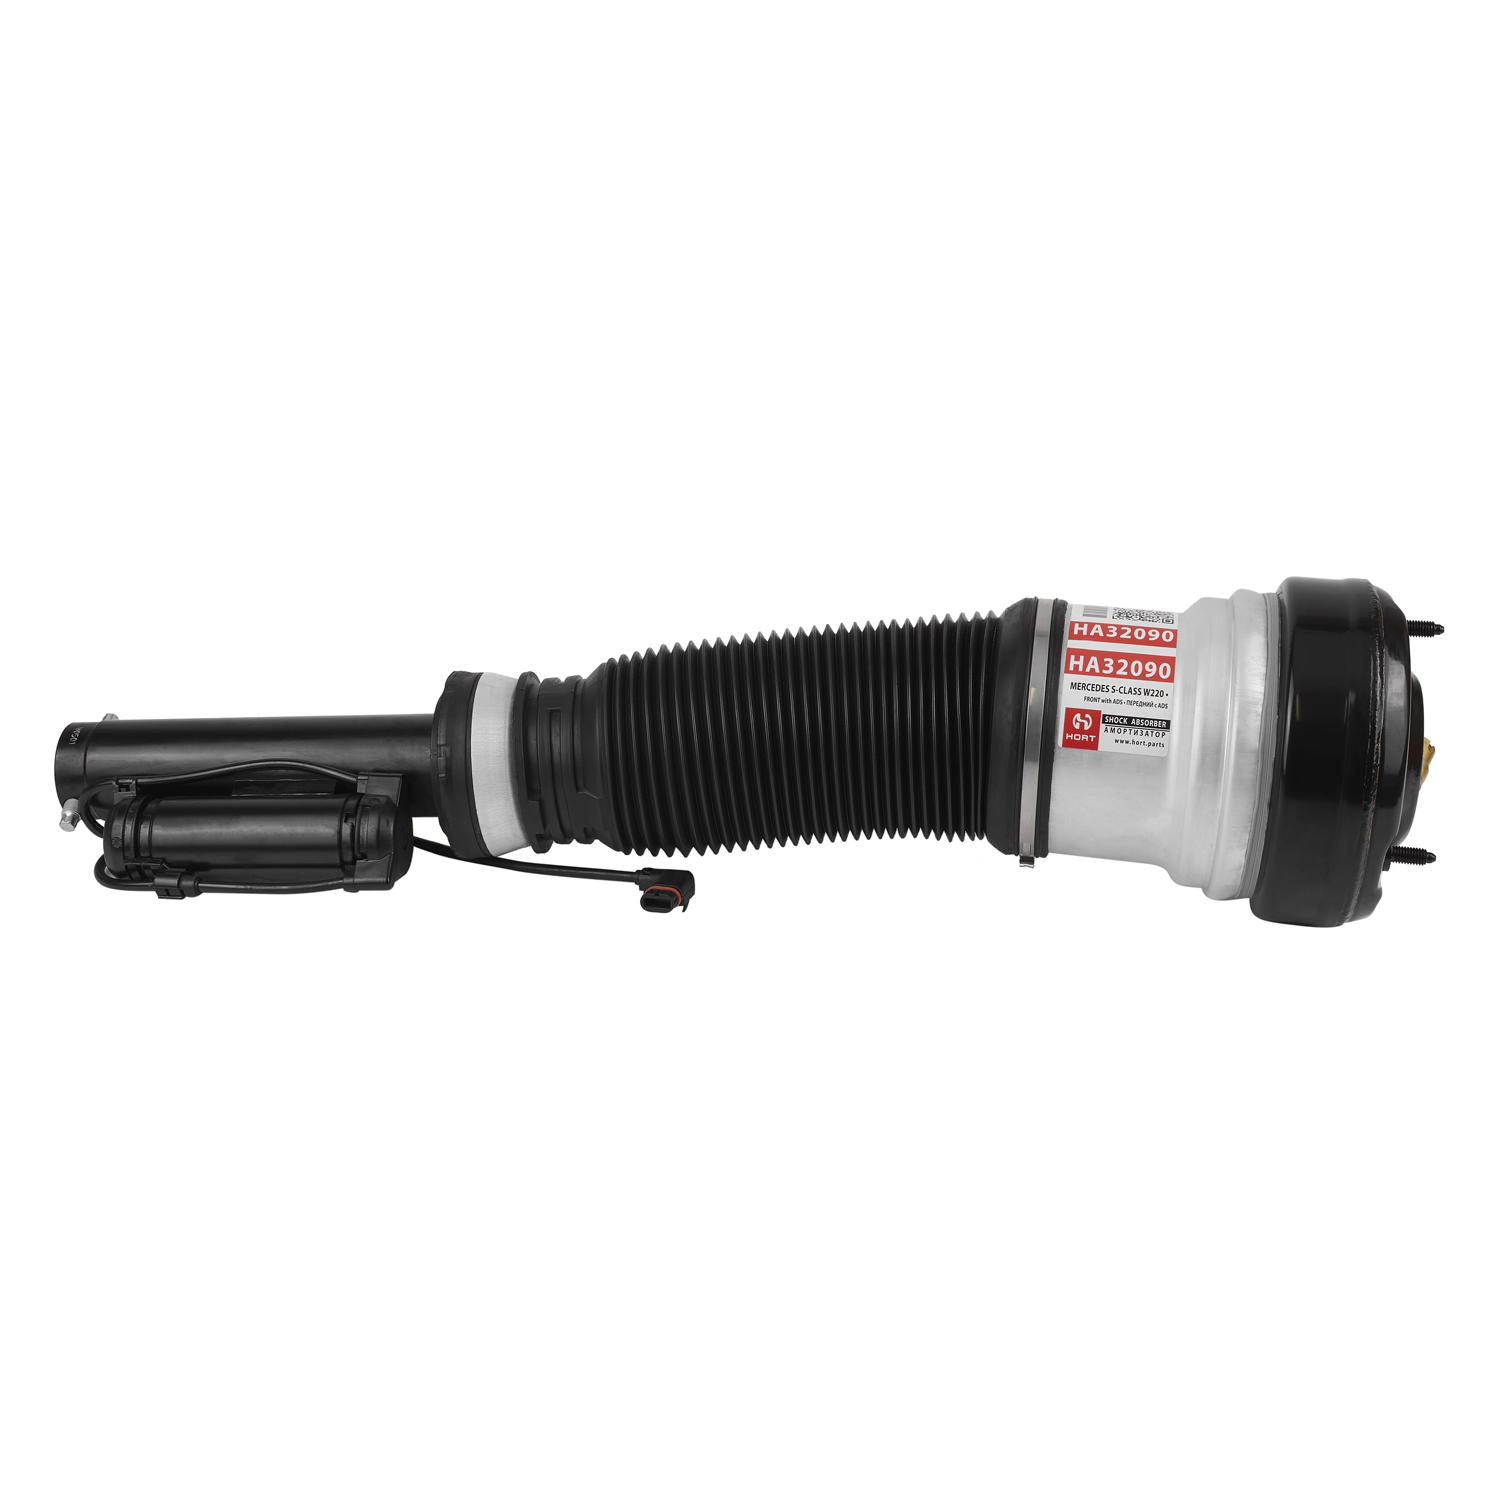 HA32090
HA32090
MERCEDES S-CLASS W220 •
FRONT with ADS • ПЕРЕДНИЙ с ADS
HORT
SHOCK ABSORBER
АМОРТИЗАТОР
www.hort.parts